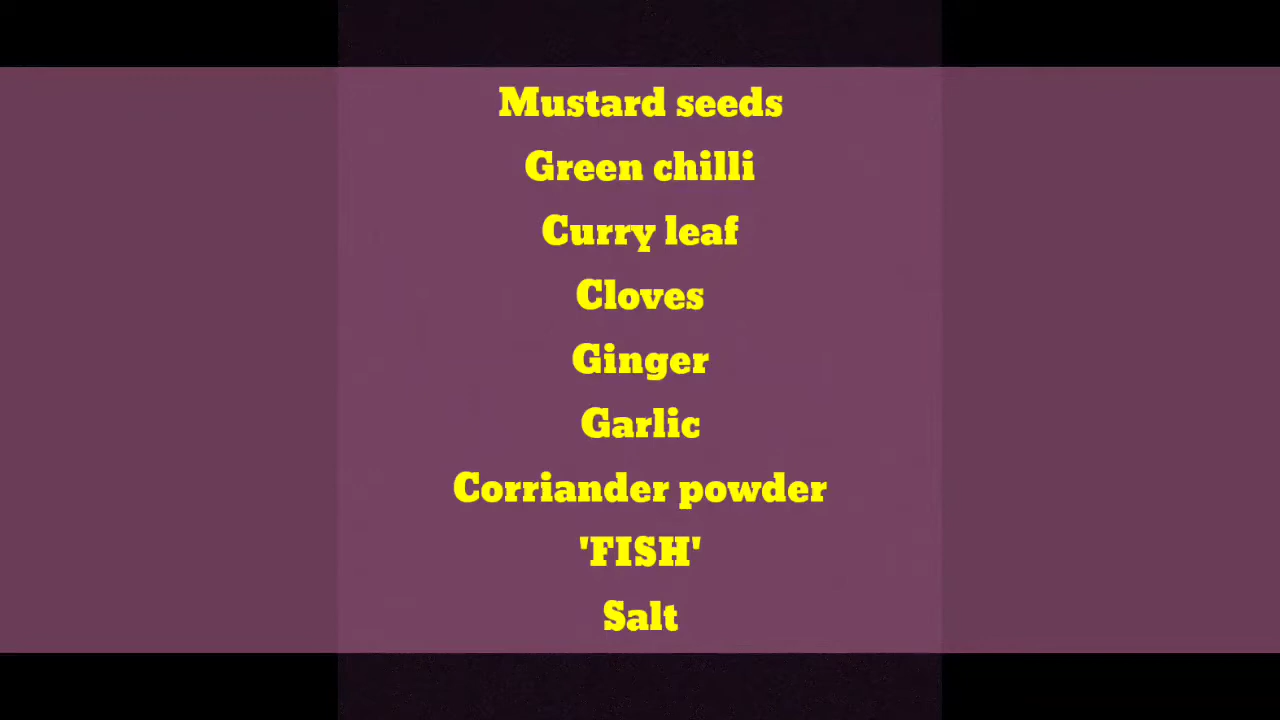 Mustard seeds
Green chilli
Curry leaf
Cloves
Ginger
Garlic
Corriander powder
'FISH'
Salt